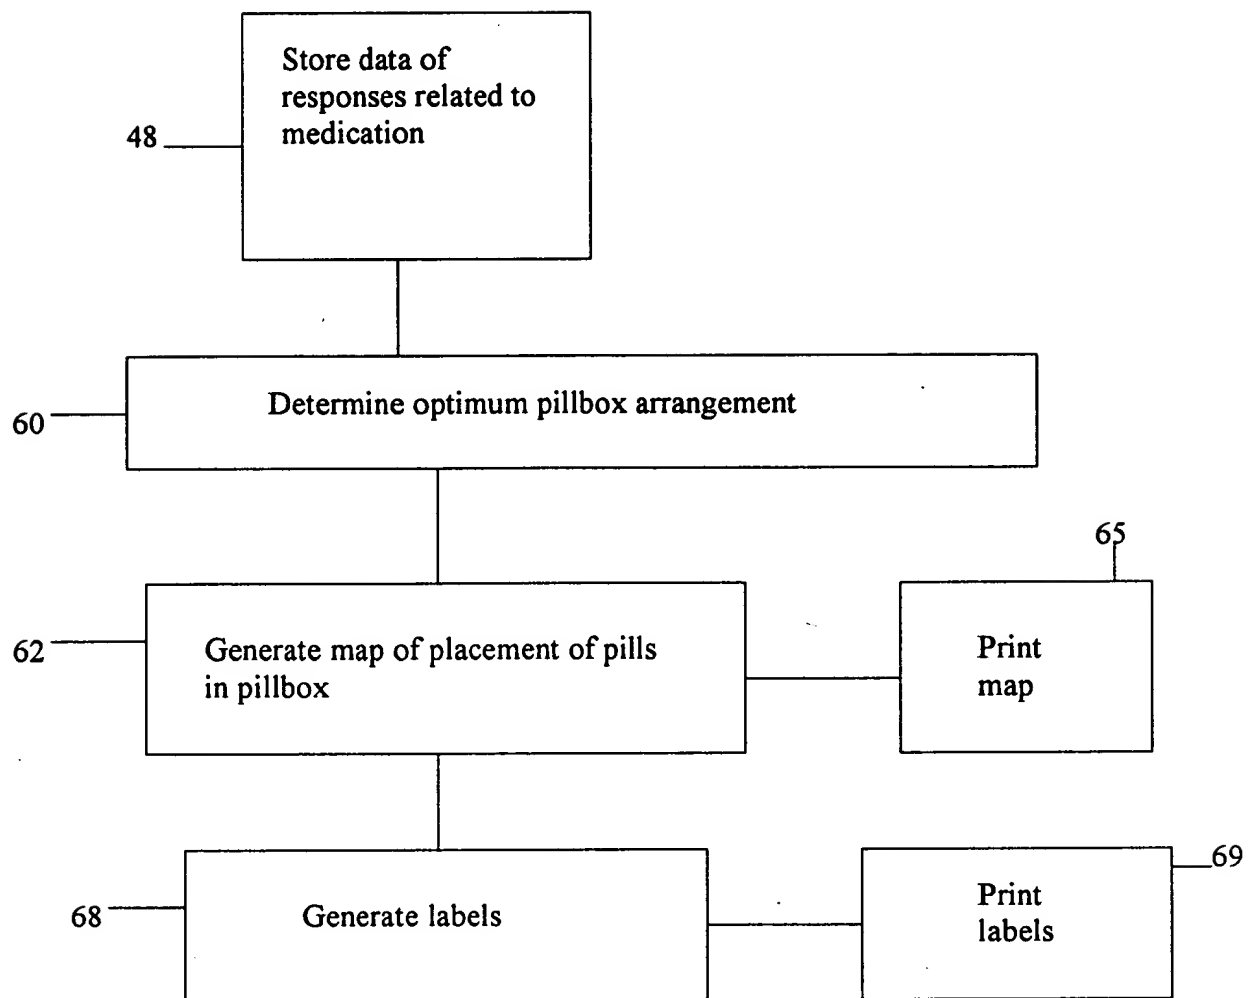 Store data of
responses related to
medication
48
Determine optimum pillbox arrangement
60
65
Generate map of placement of pills
in pillbox
62
Print
map
69
Generate labels
68
Print
labels